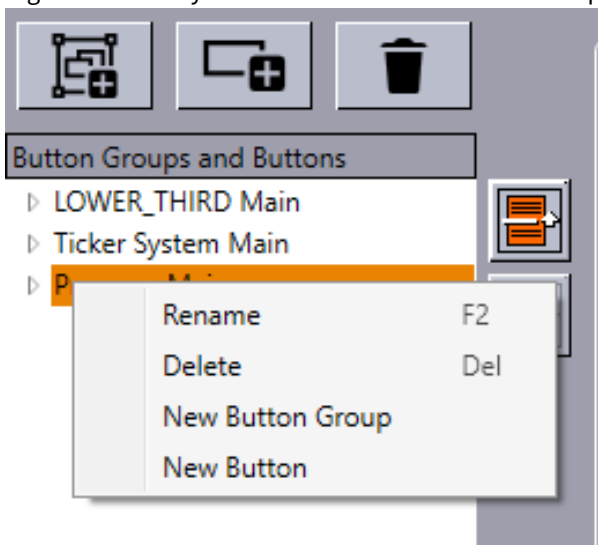 Button Groups and Buttons
LOWER_THIRD Main
Ticker System Main
Rename F2
Delete Del
New Button Group
New Button